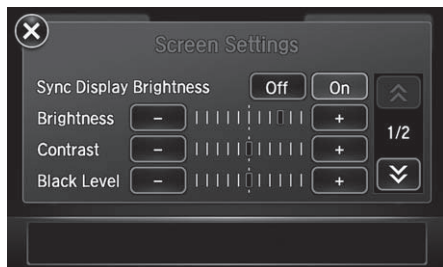 Screen Settings
Sync Display Brightness Off On
Brightness - +
1/2
Contrast - +
Black Level - +